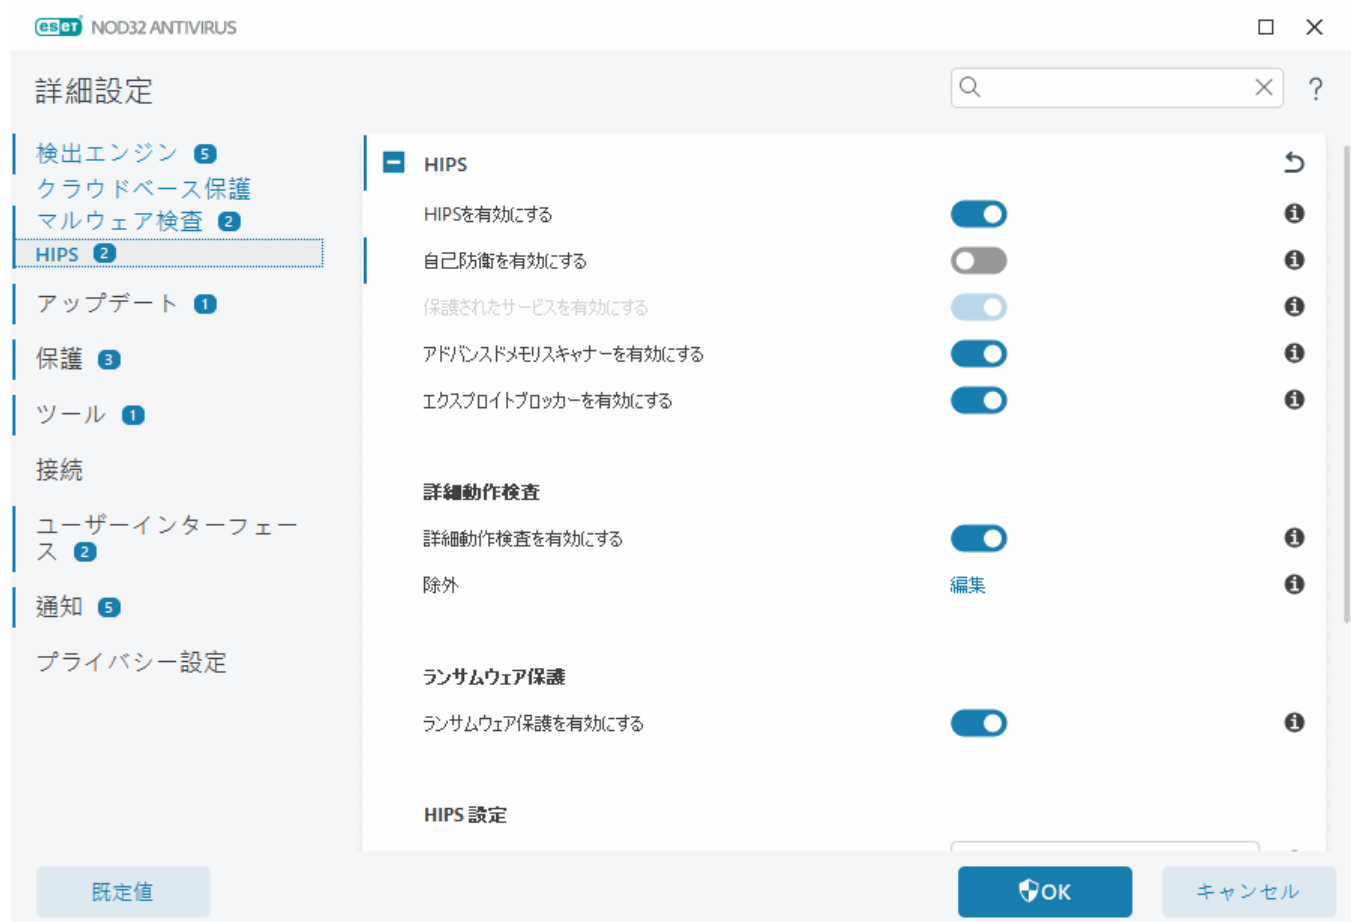 eset NOD32 ANTIVIRUS
詳細設定
?
検出エンジン 5
クラウドベース保護
マルウェア検査 2
HIPS 2
アップデート 1
保護 3
ツール 1
接続
ユーザーインターフェー
ス 2
通知 5
プライバシー設定
HIPS
HIPSを有効にする
自己防衛を有効にする
保護されたサービスを有効にする
アドバンスドメモリスキャナーを有効にする
エクスプロイトブロッカーを有効にする
詳細動作検査
詳細動作検査を有効にする
除外 編集
ランサムウェア保護
ランサムウェア保護を有効にする
HIPS 設定
既定値
OK
キャンセル